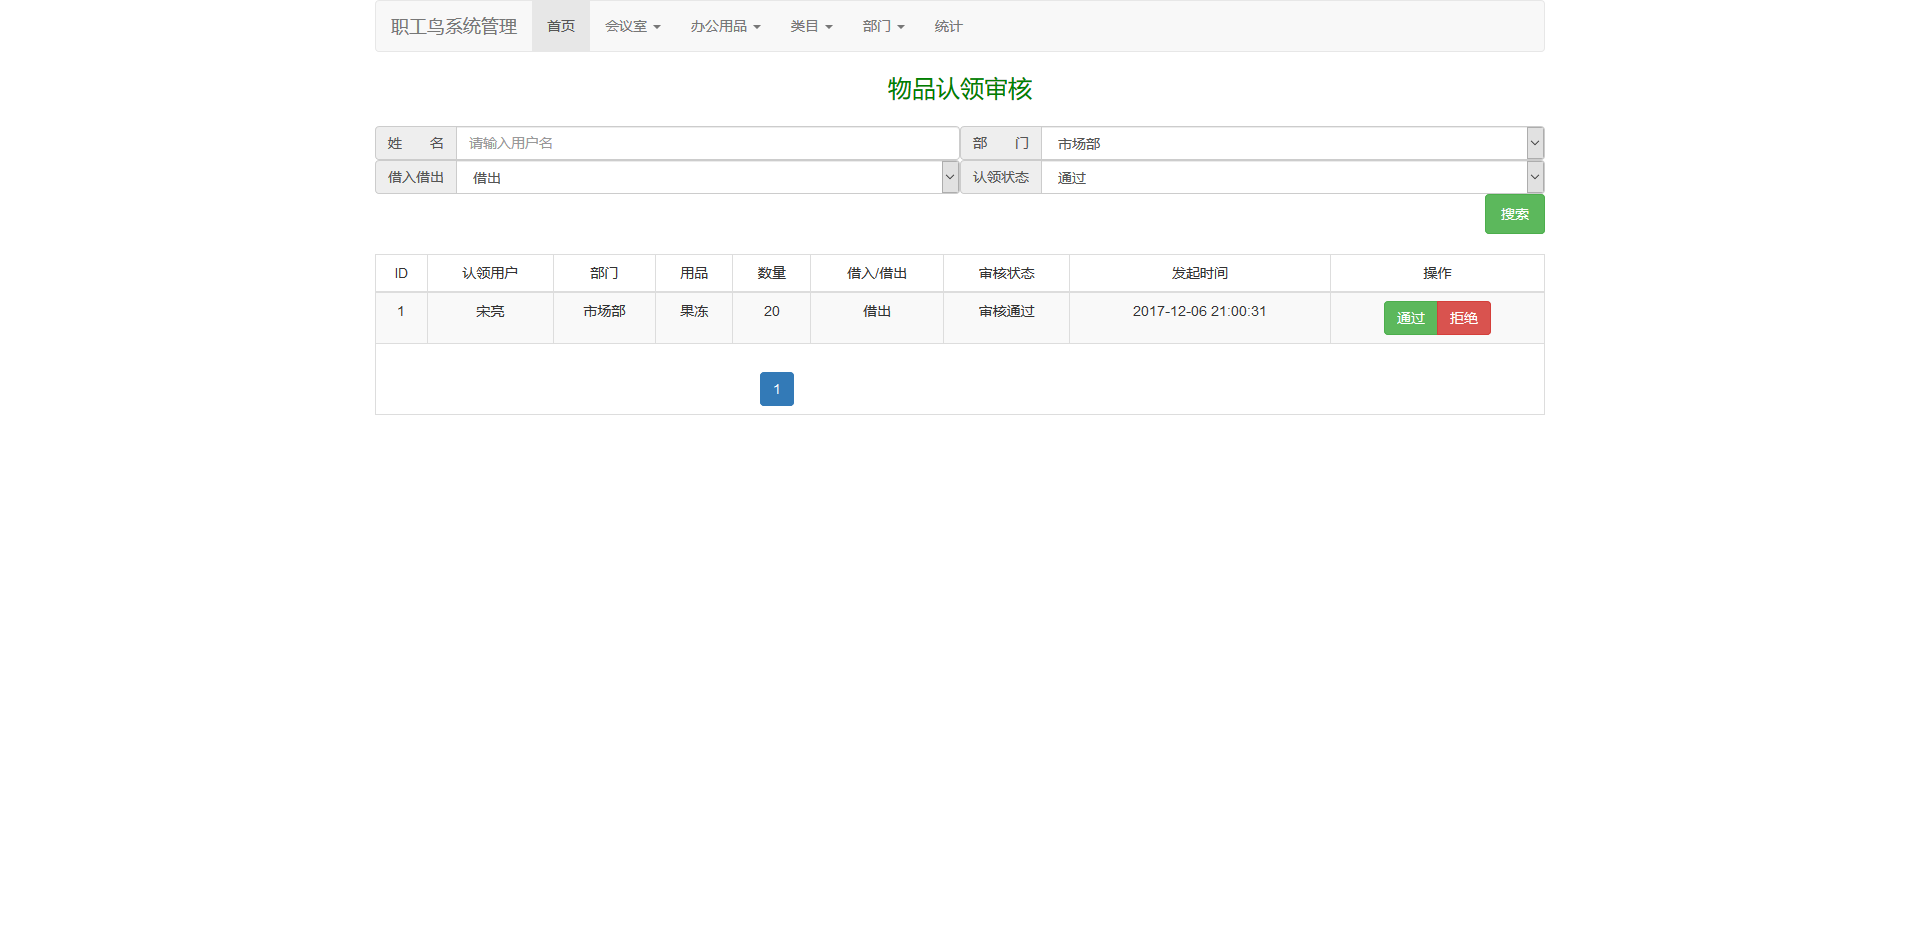 职工鸟系统管理 首页 会议室 办公用品 类目 部门 统计
物品认领审核
姓 名 请输入用户名 部 门 市场部
借入借出 借出 认领状态 通过
搜索
ID 认领用户 部门 用品 数量 借入/借出 审核状态 发起时间 操作
1 宋亮 市场部 果冻 20 借出 审核通过 2017-12-06 21:00:31 通过 拒绝
1